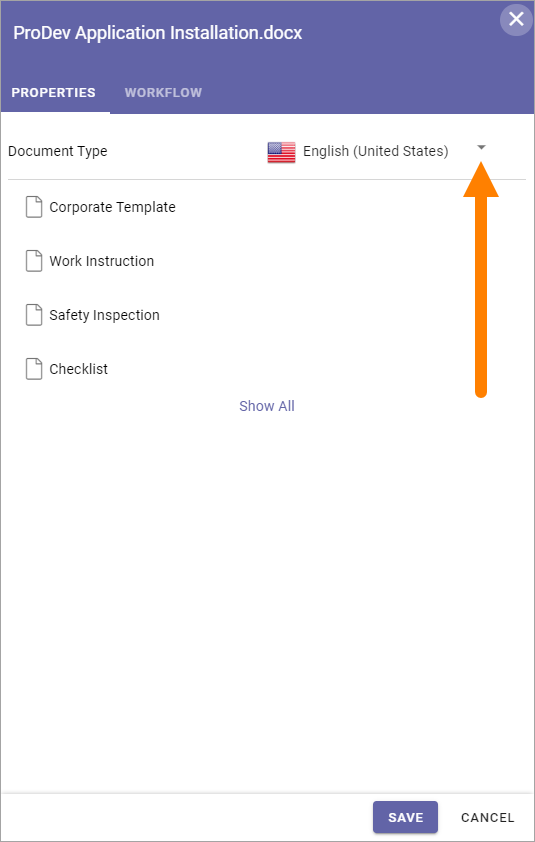 ProDev Application Installation.docx
PROPERTIES WORKFLOW
Document Type English (United States)
Corporate Template
Work Instruction
Safety Inspection
Checklist
Show All
SAVE CANCEL